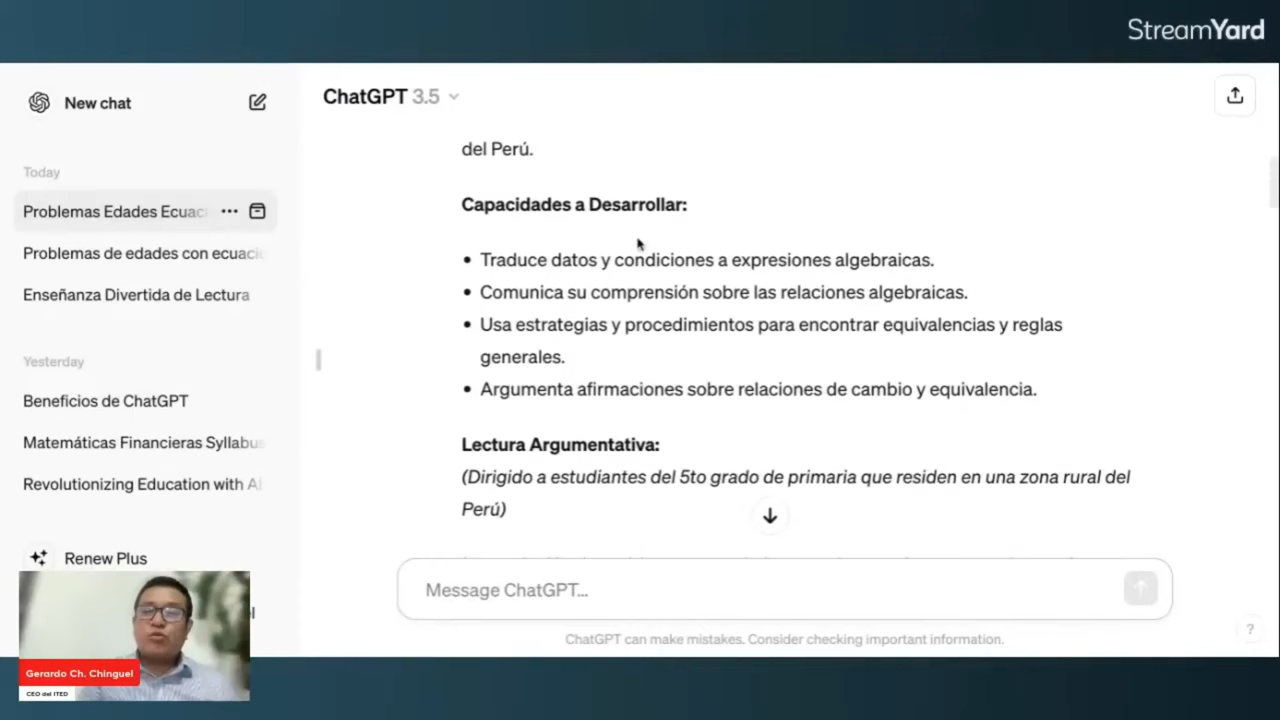 StreamYard
New chat
ChatGPT 3.5
Today
Problemas Edades Ecuac
Problemas de edades con ecuacio
Enseñanza Divertida de Lectura
Yesterday
Beneficios de ChatGPT
Matemáticas Financieras Syllabus
Revolutionizing Education with AI
Renew Plus
del Perú.
Capacidades a Desarrollar:
• Traduce datos y condiciones a expresiones algebraicas.
• Comunica su comprensión sobre las relaciones algebraicas.
• Usa estrategias y procedimientos para encontrar equivalencias y reglas
generales.
• Argumenta afirmaciones sobre relaciones de cambio y equivalencia.
Lectura Argumentativa:
(Dirigido a estudiantes del 5to grado de primaria que residen en una zona rural del
Perú)
Message ChatGPT...
ChatGPT can make mistakes. Consider checking important information.
?
Gerardo Ch. Chinguel
CEO del ITED